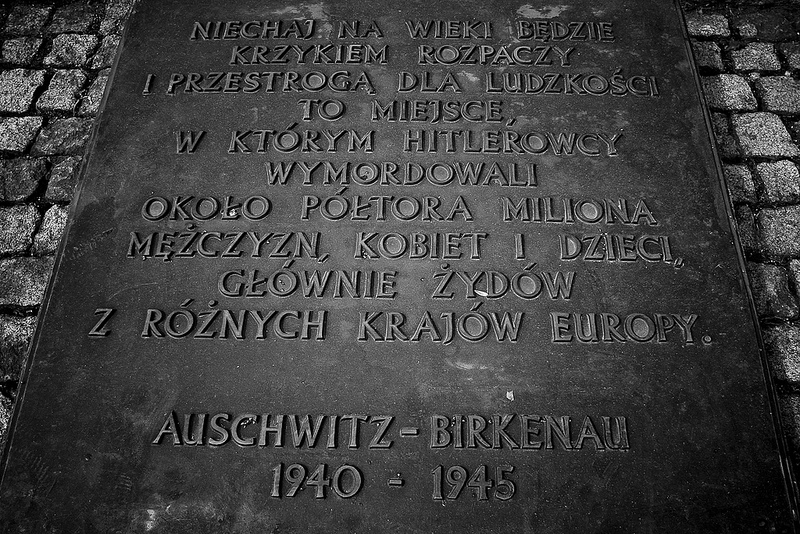 NIECHAJ NA WIEKI BĘDZIE
KRZYKIEM ROZPACZY
I PRZESTROGĄ DLA LUDZKOŚCI
TO MIEJSCE,
W KTÓRYM HITLEROWCY
WYMORDOWALI
OKOŁO PÓŁTORA MILIONA
MĘŻCZYZN, KOBIET I DZIECI,
GŁÓWNIE ŻYDÓW
Z RÓŻNYCH KRAJÓW EUROPY.
AUSCHWITZ-BIRKENAU
1940 - 1945